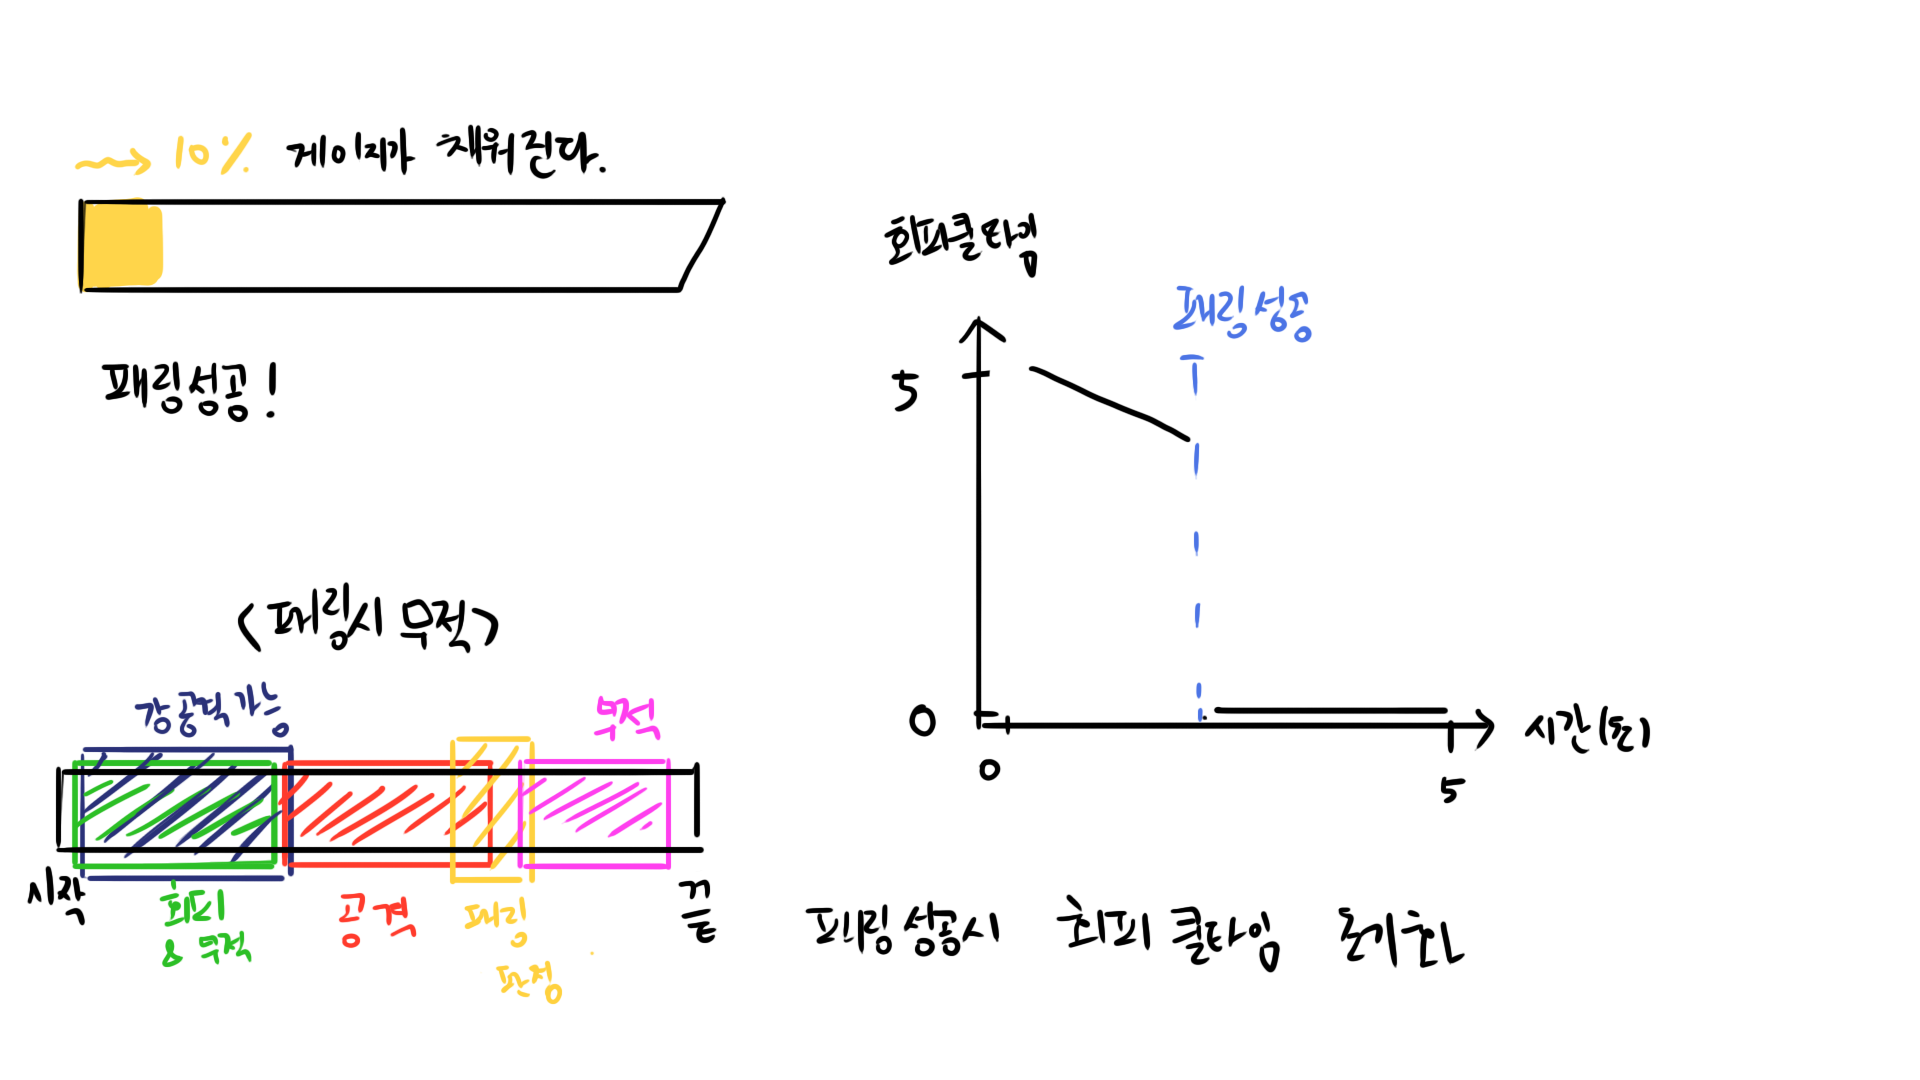 10% 게이지가 채워진다.
패링성공!
<패링시 무적>
강공격가능
무적
시작
회피
& 무적
공격
패링
판정
끝
회피쿨타임
패링성공
5
0
0
5
시간(초)
패링성공시 회피 쿨타임 초기화